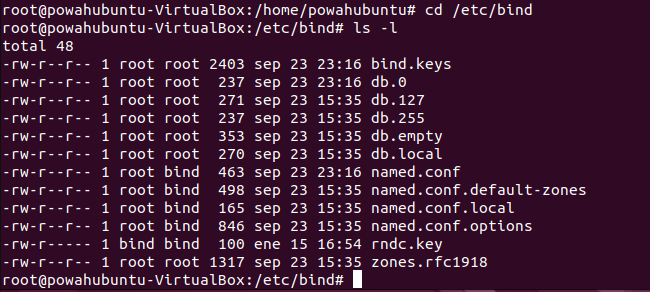 root@powahubuntu-VirtualBox:/home/powahubuntu# cd /etc/bind
root@powahubuntu-VirtualBox:/etc/bind# ls -l
total 48
-rw-r--r-- 1 root root 2403 sep 23 23:16 bind.keys
-rw-r--r-- 1 root root  237 sep 23 23:16 db.0
-rw-r--r-- 1 root root  271 sep 23 15:35 db.127
-rw-r--r-- 1 root root  237 sep 23 15:35 db.255
-rw-r--r-- 1 root root  353 sep 23 15:35 db.empty
-rw-r--r-- 1 root root  270 sep 23 15:35 db.local
-rw-r--r-- 1 root bind  463 sep 23 23:16 named.conf
-rw-r--r-- 1 root bind  498 sep 23 15:35 named.conf.default-zones
-rw-r--r-- 1 root bind  165 sep 23 15:35 named.conf.local
-rw-r--r-- 1 root bind  846 sep 23 15:35 named.conf.options
-rw-r----- 1 bind bind  100 ene 15 16:54 rndc.key
-rw-r--r-- 1 root root 1317 sep 23 15:35 zones.rfc1918
root@powahubuntu-VirtualBox:/etc/bind#